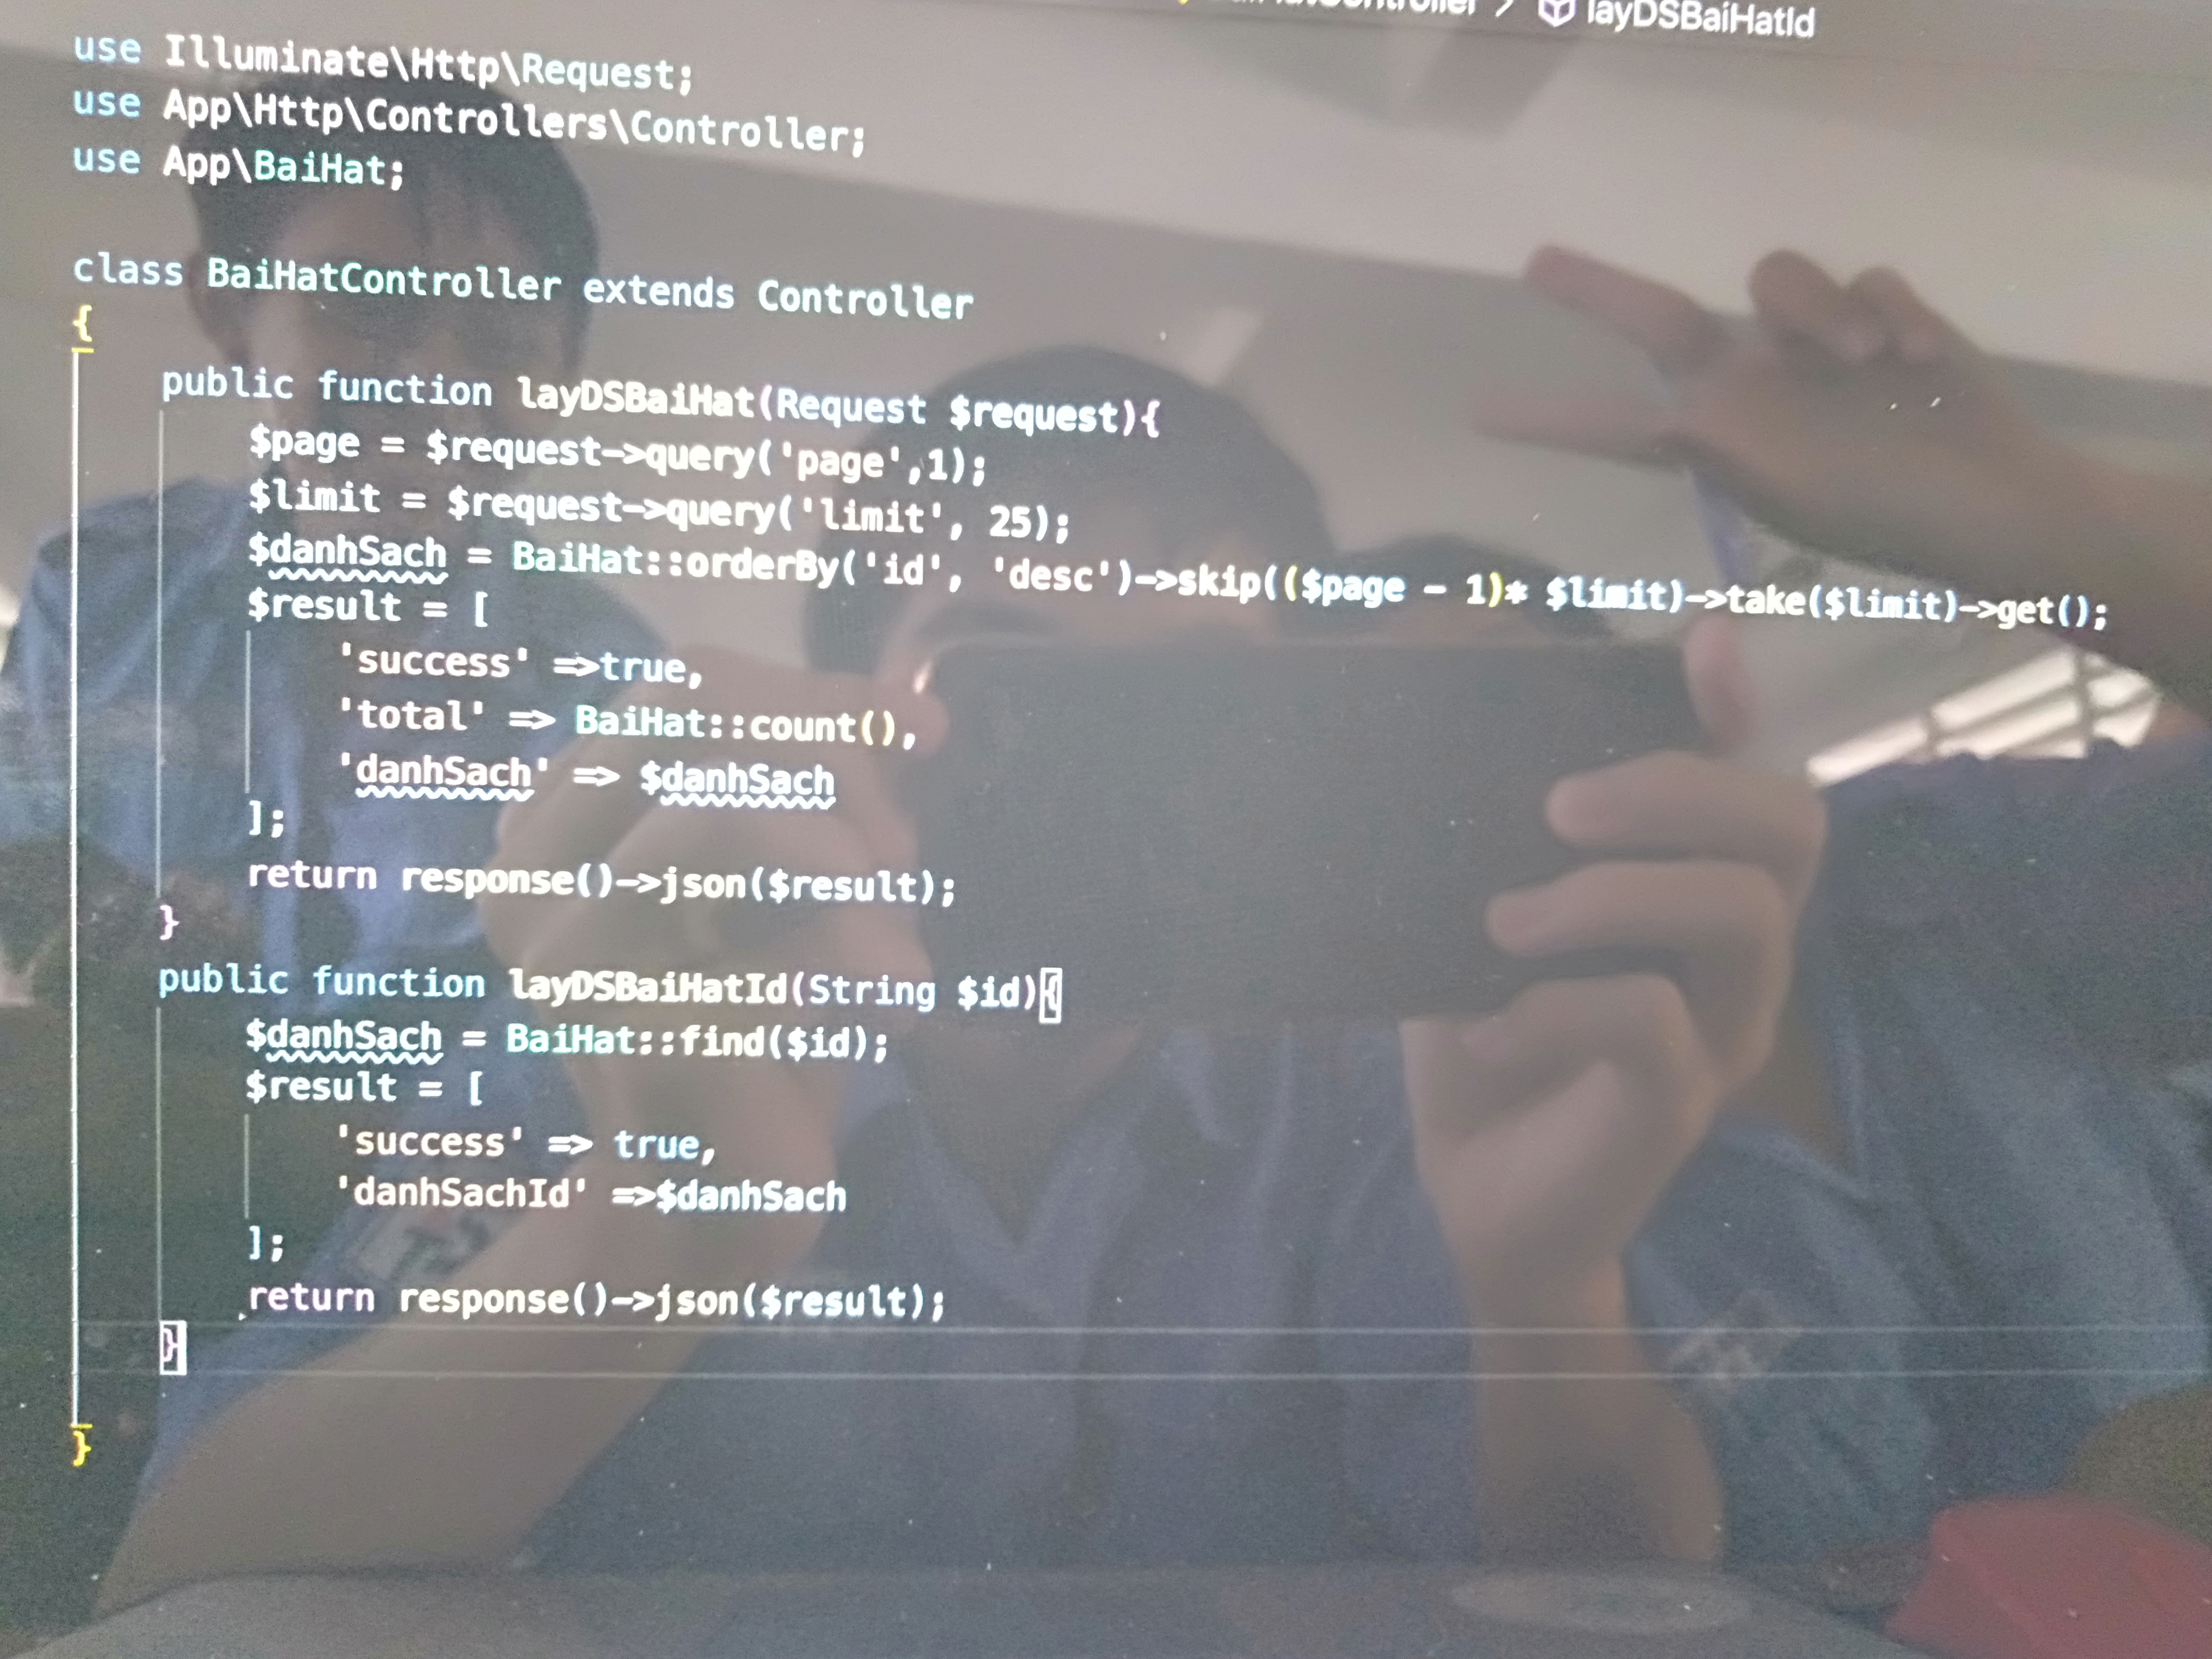 layDSBaiHatId
use Illuminate\Http\Request;
use App\Http\Controllers\Controller;
use App\BaiHat;
class BaiHatController extends Controller
{
public function layDSBaiHat(Request $request){
$page = $request->query('page',1);
$limit = $request->query('limit', 25);
$danhSach = BaiHat::orderBy('id', 'desc')->skip(($page - 1)* $limit)->take($limit)->get();
$result = [
'success' =>true,
'total' => BaiHat::count(),
'danhSach' => $danhSach
];
return response()->json($result);
}
public function layDSBaiHatId(String $id){
$danhSach = BaiHat::find($id);
$result = [
'success' => true,
'danhSachId' =>$danhSach
];
return response()->json($result);
}
}